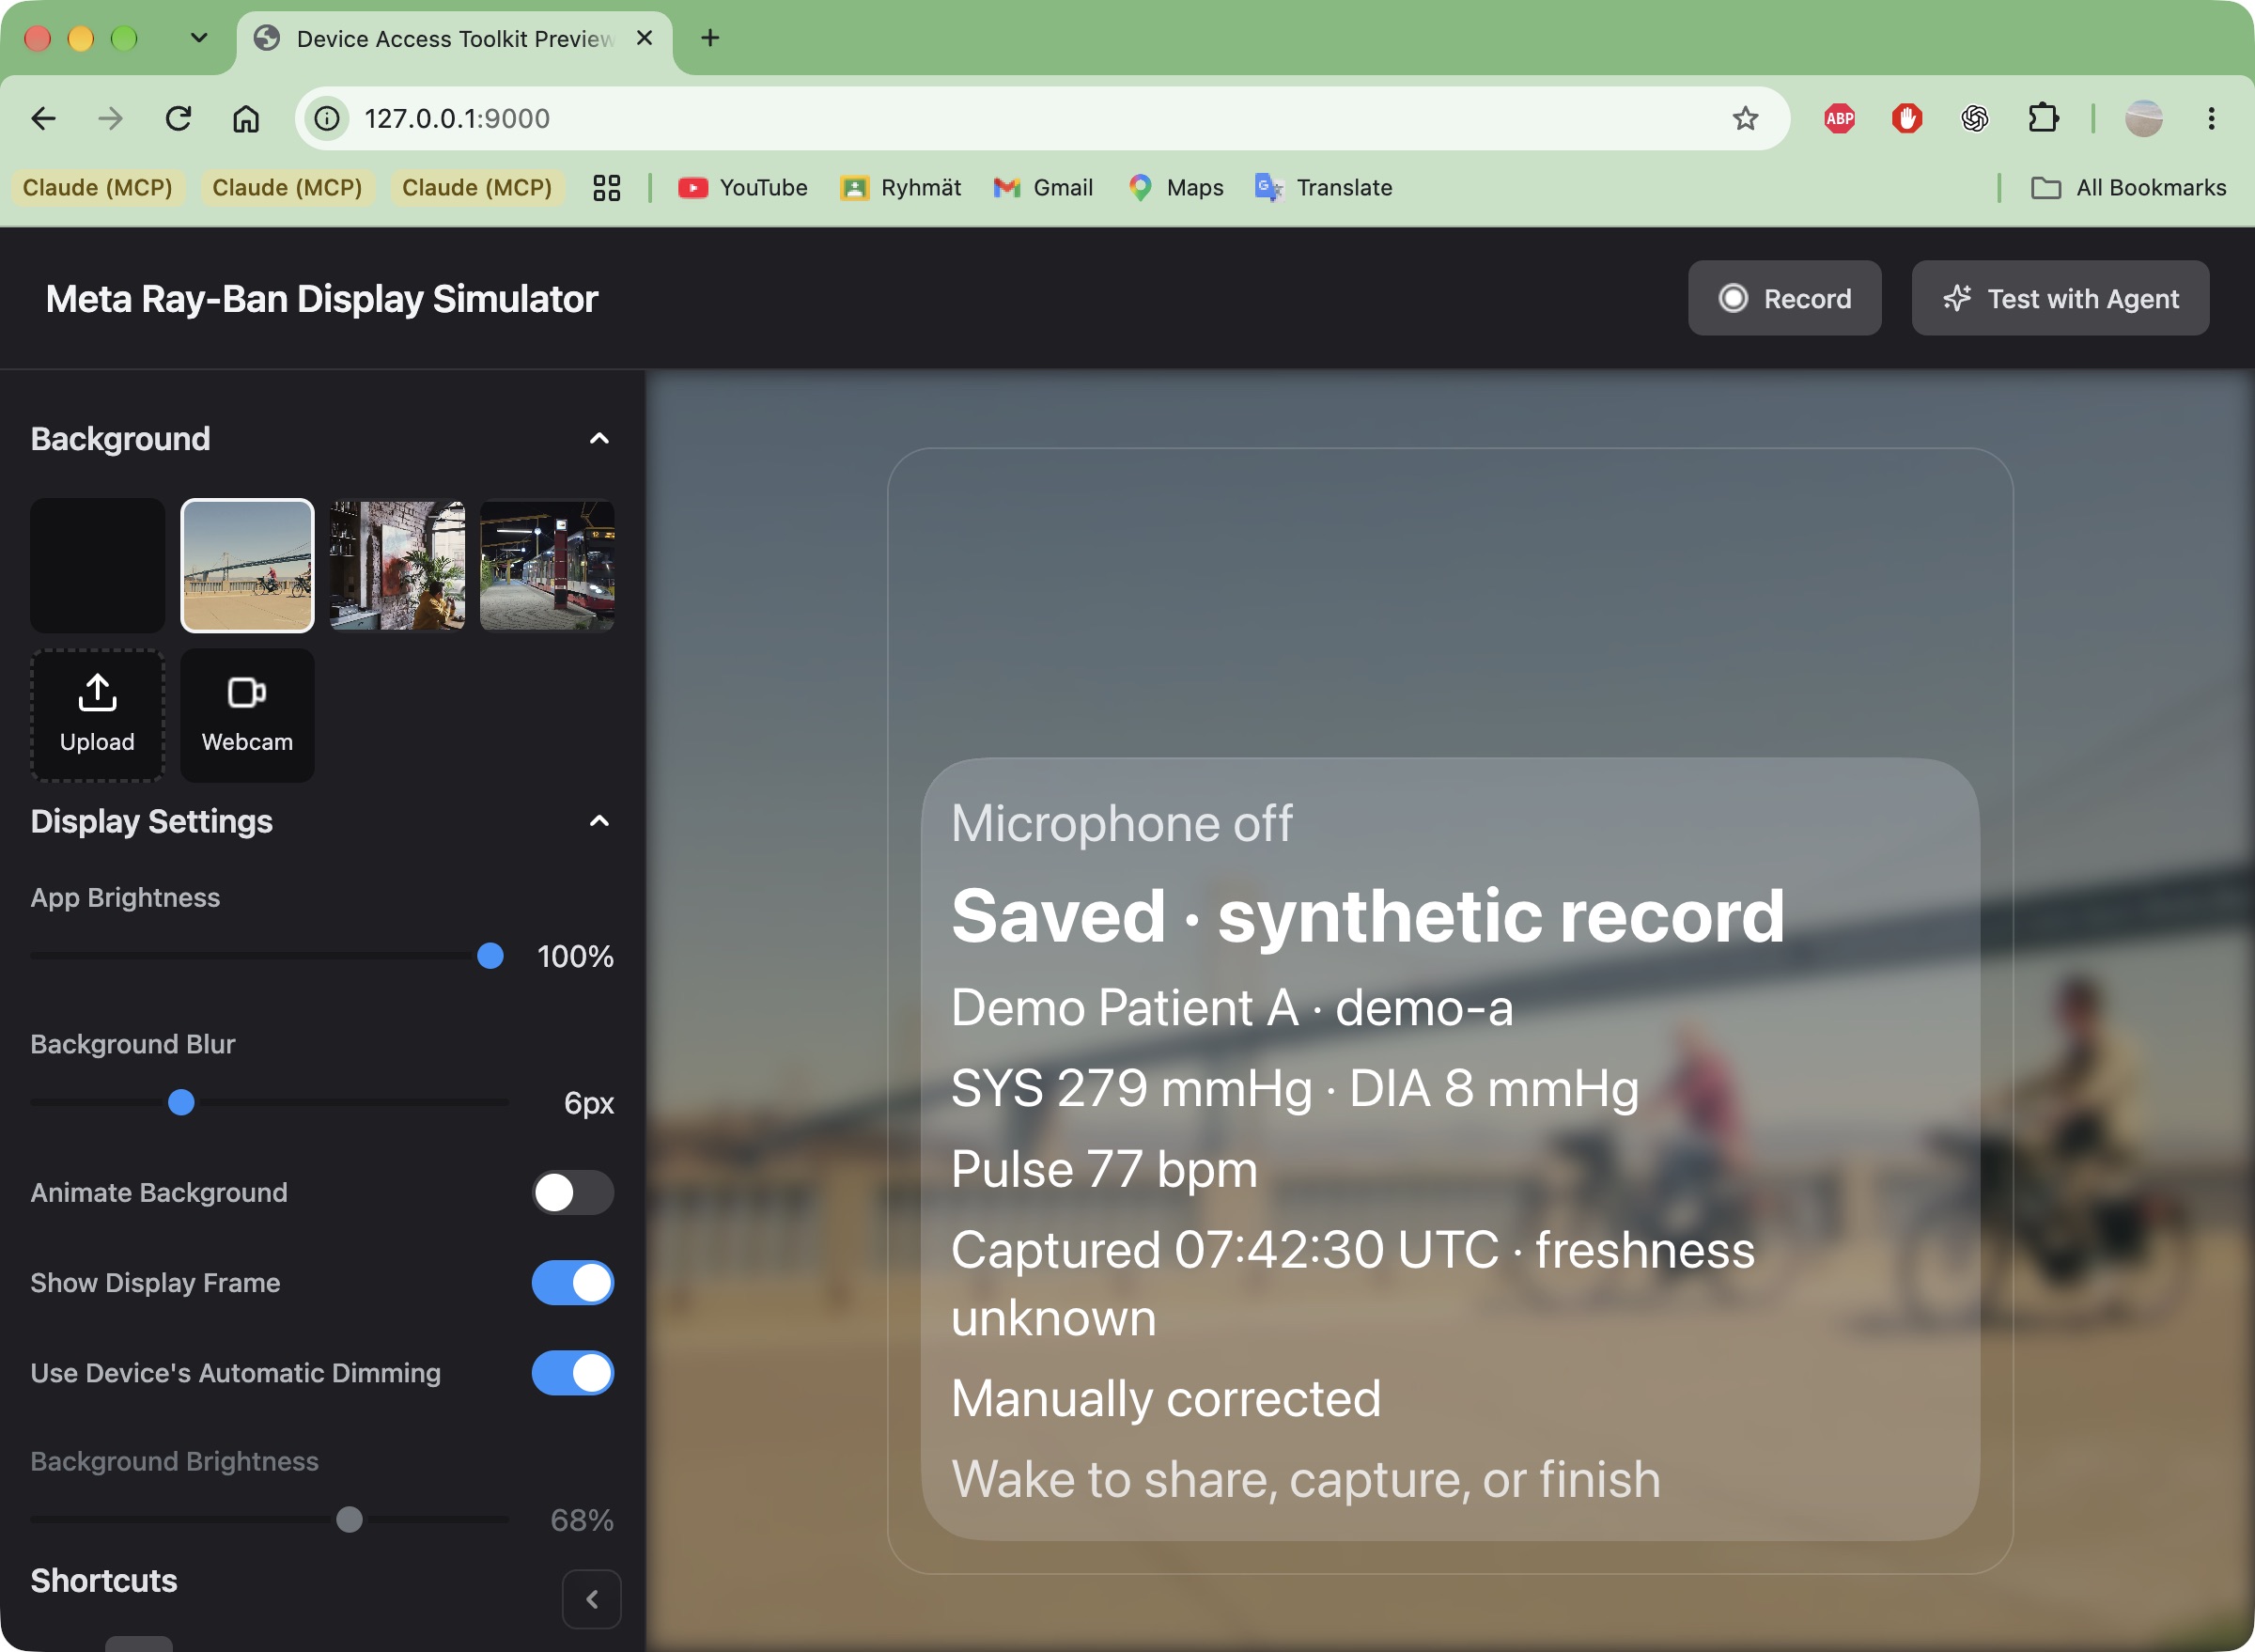 Device Access Toolkit Preview
127.0.0.1:9000
ABP
Claude (MCP) Claude (MCP) Claude (MCP) YouTube Ryhmät Gmail Maps Translate All Bookmarks
Meta Ray-Ban Display Simulator
Record
Test with Agent
Background
Upload
Webcam
Display Settings
App Brightness
100%
Background Blur
6px
Animate Background
Show Display Frame
Use Device's Automatic Dimming
Background Brightness
68%
Shortcuts
Microphone off
Saved · synthetic record
Demo Patient A · demo-a
SYS 279 mmHg · DIA 8 mmHg
Pulse 77 bpm
Captured 07:42:30 UTC · freshness
unknown
Manually corrected
Wake to share, capture, or finish